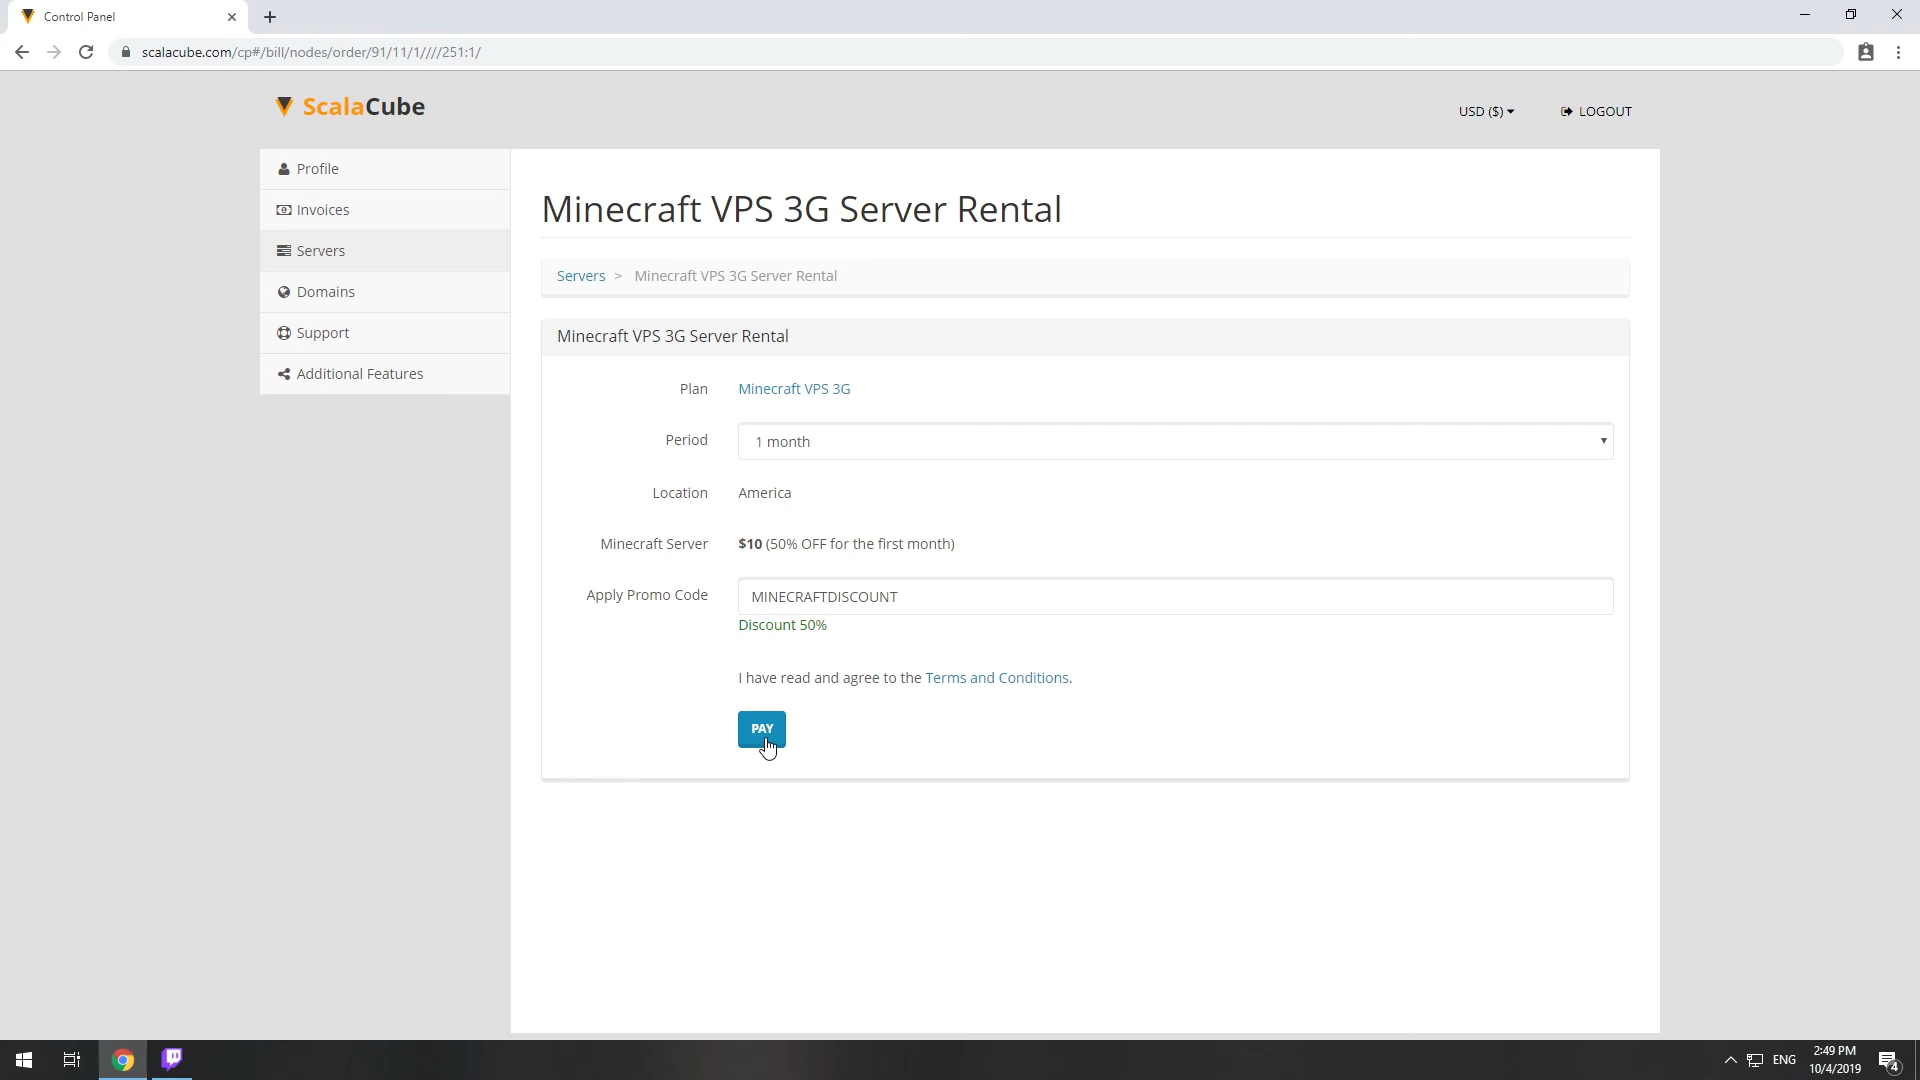 Control Panel
scalacube.com/cp#/bill/nodes/order/91/11/1////251:1/
ScalaCube
USD ($)
LOGOUT
Profile
Invoices
Servers
Domains
Support
Additional Features
Minecraft VPS 3G Server Rental
Servers > Minecraft VPS 3G Server Rental
Minecraft VPS 3G Server Rental
Plan Minecraft VPS 3G
Period 1 month
Location America
Minecraft Server $10 (50% OFF for the first month)
Apply Promo Code MINECRAFTDISCOUNT
Discount 50%
I have read and agree to the Terms and Conditions.
PAY
ENG
2:49 PM
10/4/2019
4